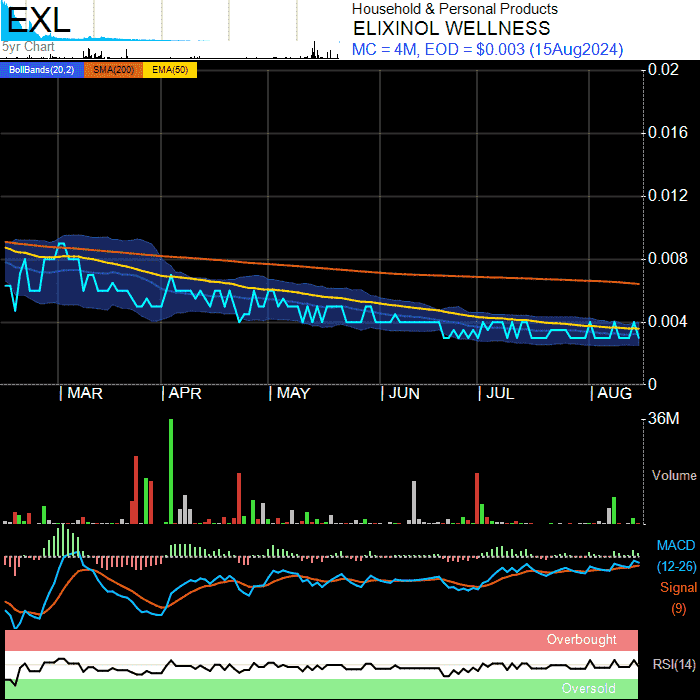 EXL
5yr Chart
Household & Personal Products
ELIXINOL WELLNESS
MC = 4M, EOD = $0.003 (15Aug2024)
BollBands(20,2) SMA(200) EMA(50)
0.02
0.016
0.012
0.008
0.004
0
MAR APR MAY JUN JUL AUG
36M
Volume
MACD
(12-26)
Signal
(9)
Overbought
RSI(14)
Oversold